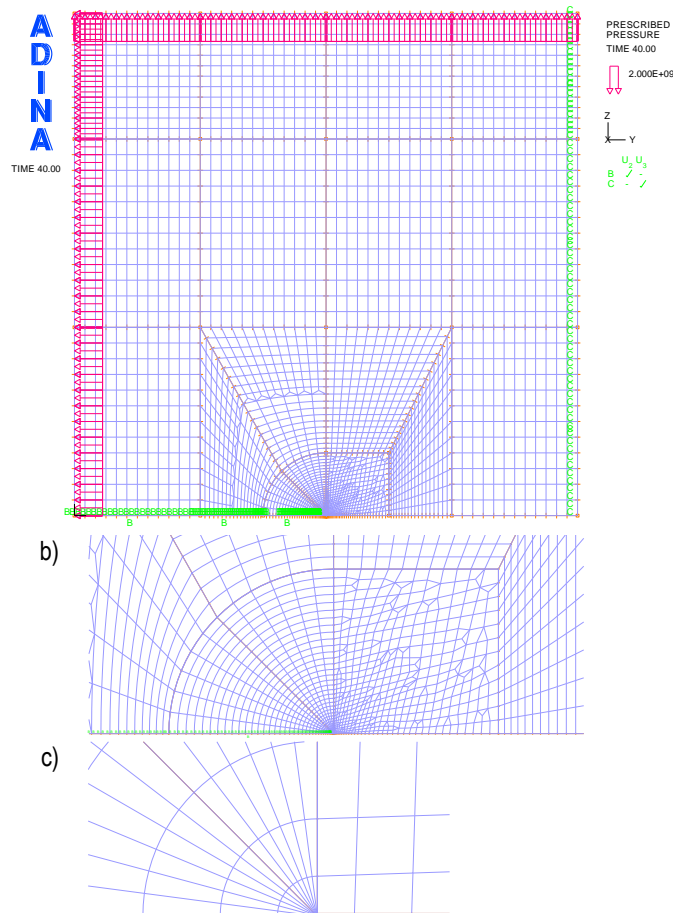 ADINA
TIME 40.00
PRESCRIBED
PRESSURE
TIME 40.00
2.000E+09
Z
X Y
U2 U3
B ✓ -
C - ✓
C
B
B
B B B
b)
c)